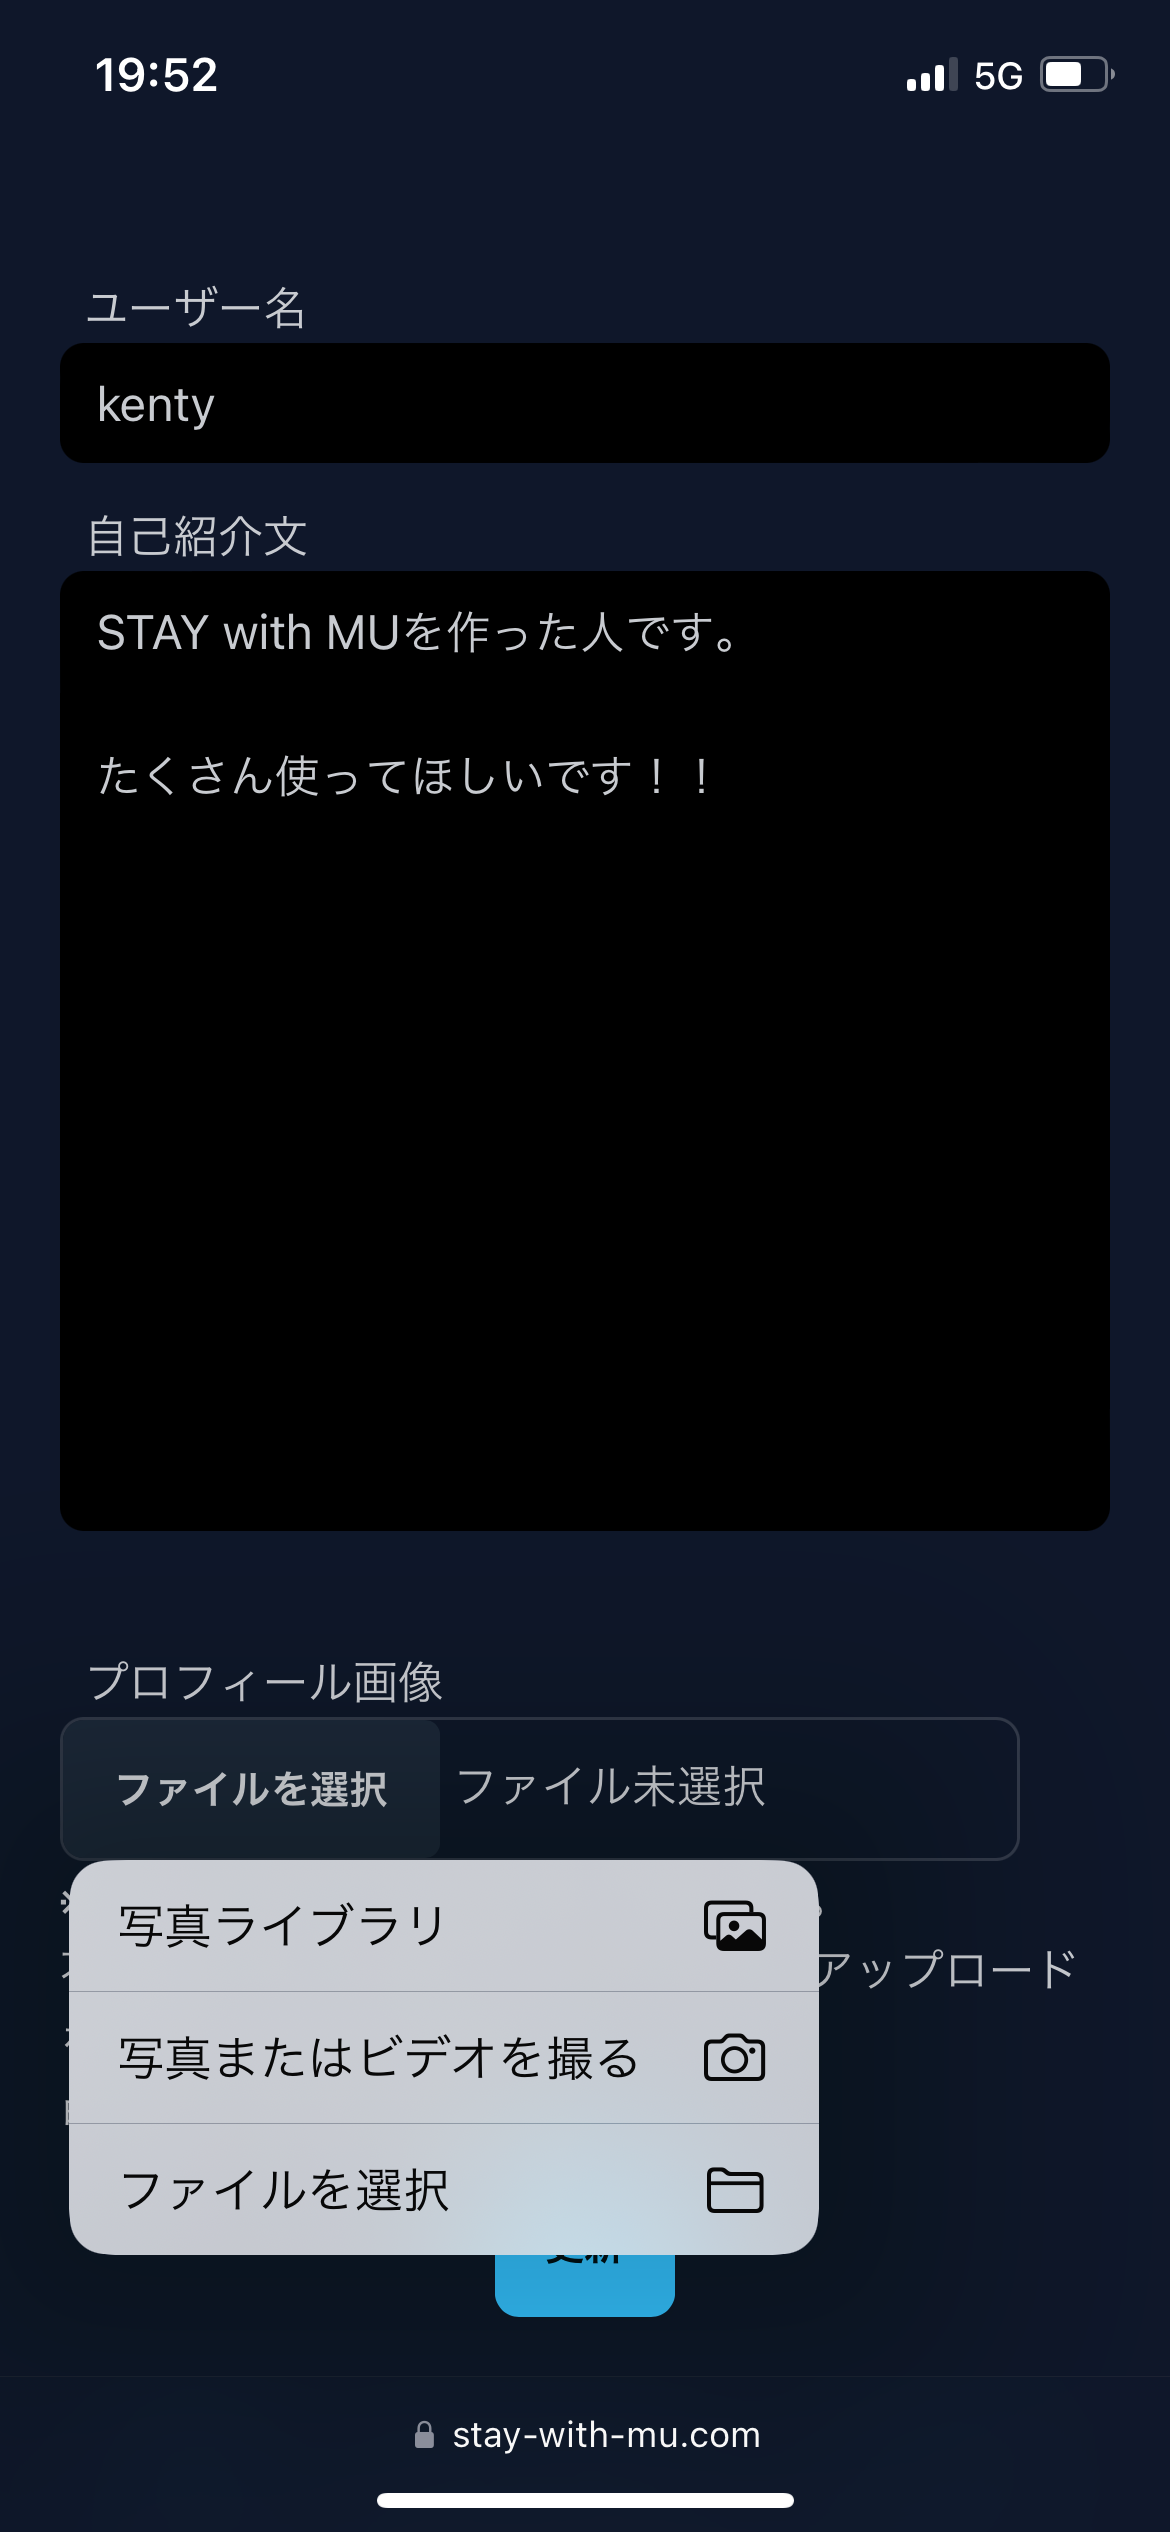 19:52
5G
ユーザー名
kenty
自己紹介文
STAY with MUを作った人です。
たくさん使ってほしいです！！
プロフィール画像
ファイルを選択 ファイル未選択
アップロード
写真ライブラリ
写真またはビデオを撮る
ファイルを選択
更新
stay-with-mu.com